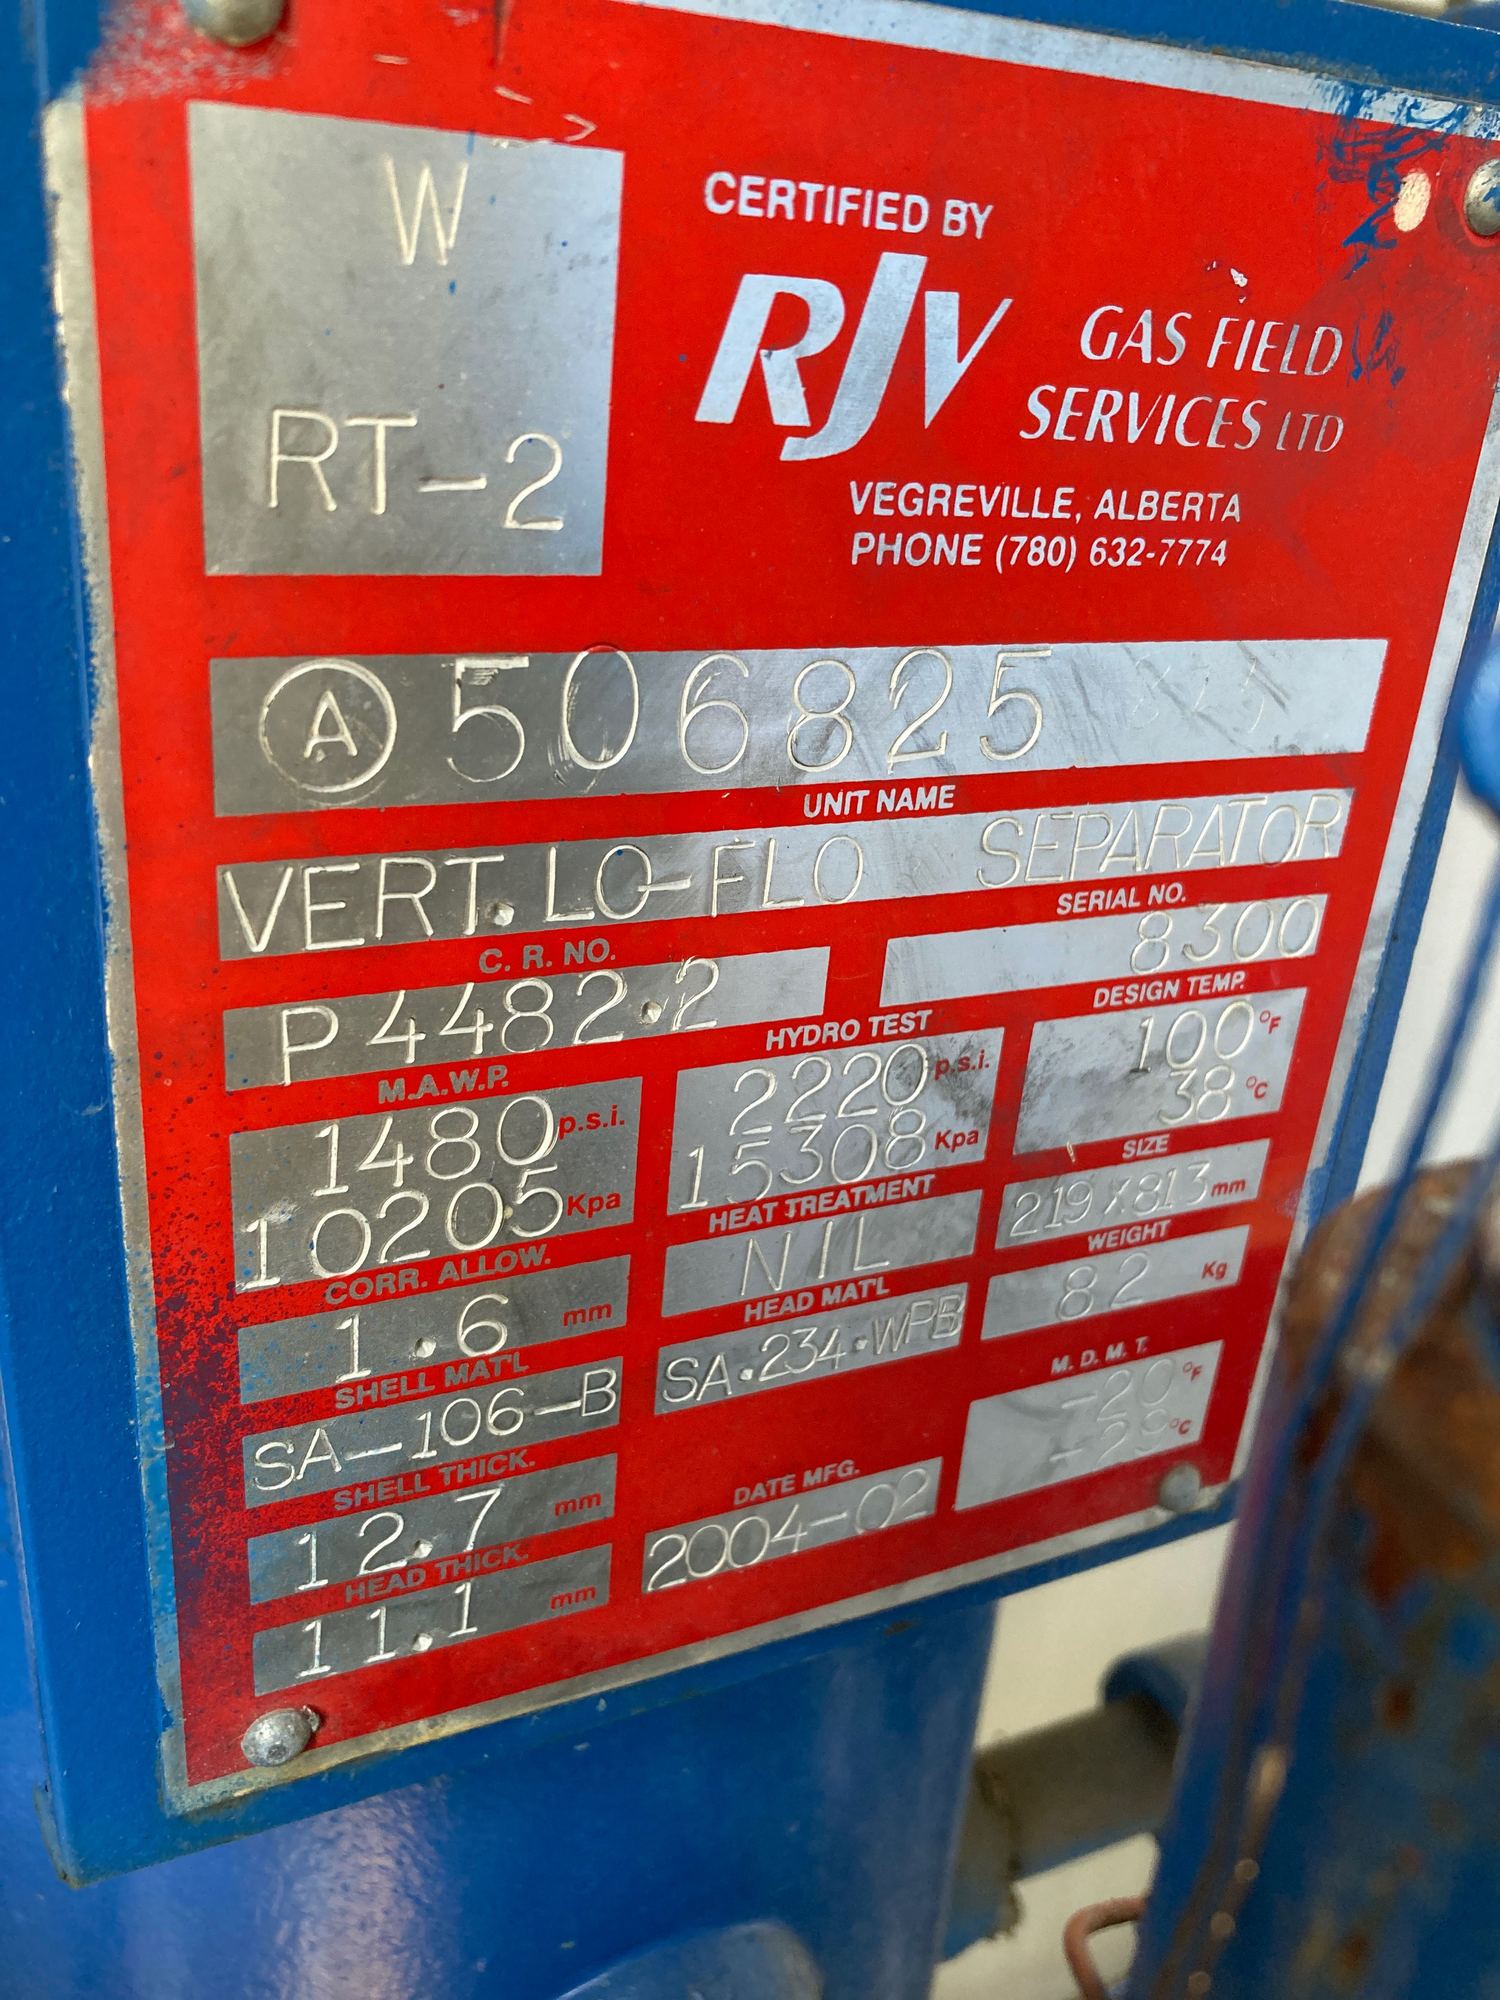 W
RT-2
CERTIFIED BY
RJV GAS FIELD
SERVICES LTD
VEGREVILLE, ALBERTA
PHONE (780) 632-7774
Ⓐ 506825
UNIT NAME
VERT. LO-FLO SEPARATOR
C. R. NO. SERIAL NO.
P4482.2 8300
M.A.W.P. HYDRO TEST DESIGN TEMP.
1480 p.s.i. 2220 p.s.i. 100 °F
10205 Kpa 15308 Kpa 38 °C
CORR. ALLOW. HEAT TREATMENT SIZE
1.6 mm NIL 219X813 mm
SHELL MAT'L HEAD MAT'L WEIGHT
SA-106-B SA.234.WPB 82 Kg
SHELL THICK. DATE MFG. M. D. M. T.
12.7 mm 2004-02 -20 °F
HEAD THICK. -29 °C
11.1 mm